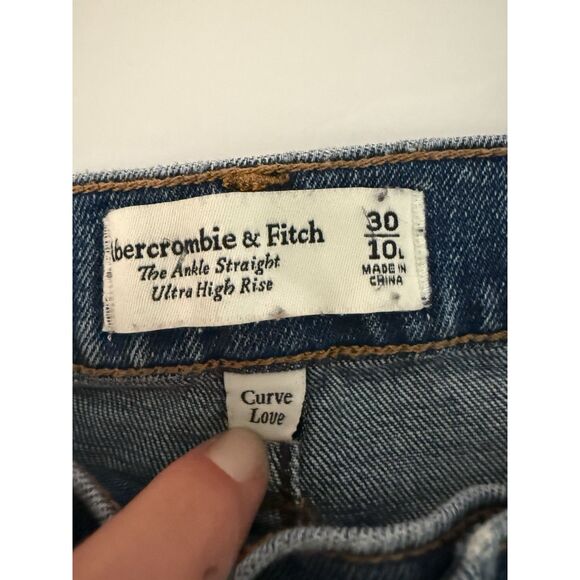 bercrombie & Fitch
The Ankle Straight
Ultra High Rise
30
10L
MADE IN
CHINA
Curve
Love